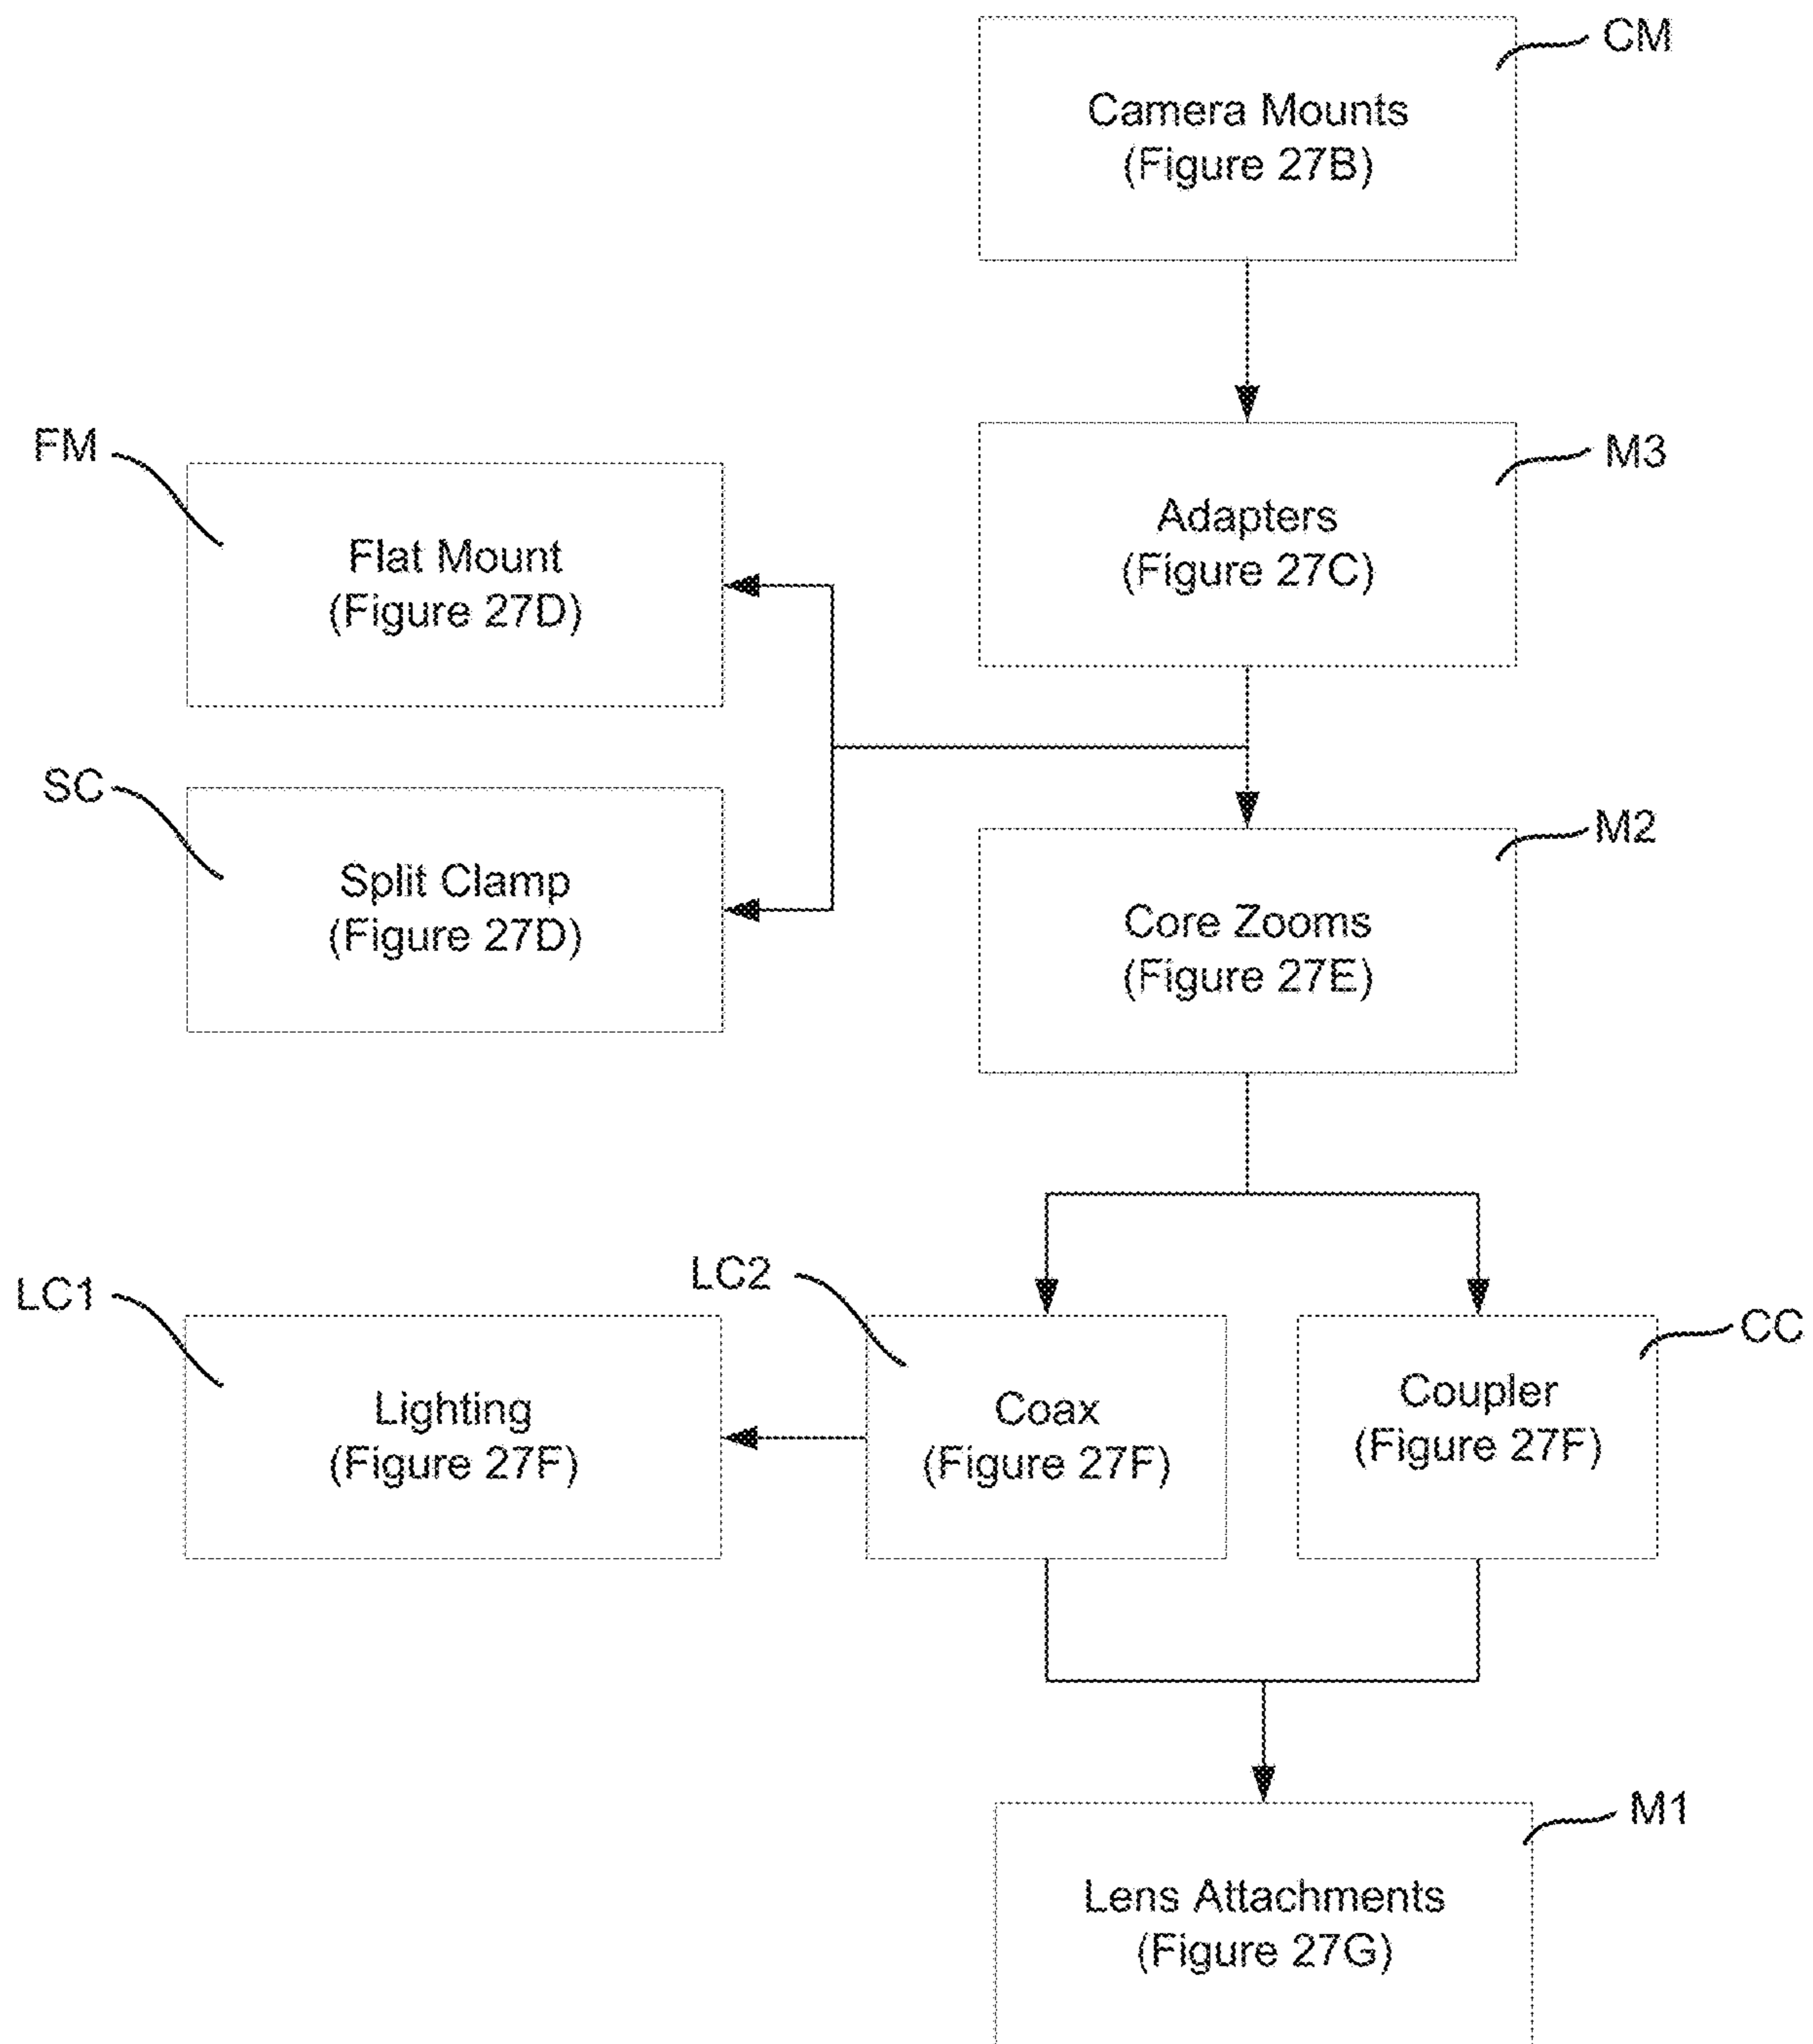 CM
Camera Mounts
(Figure 27B)
M3
Adapters
(Figure 27C)
FM
Flat Mount
(Figure 27D)
SC
Split Clamp
(Figure 27D)
M2
Core Zooms
(Figure 27E)
LC1
Lighting
(Figure 27F)
LC2
Coax
(Figure 27F)
CC
Coupler
(Figure 27F)
M1
Lens Attachments
(Figure 27G)